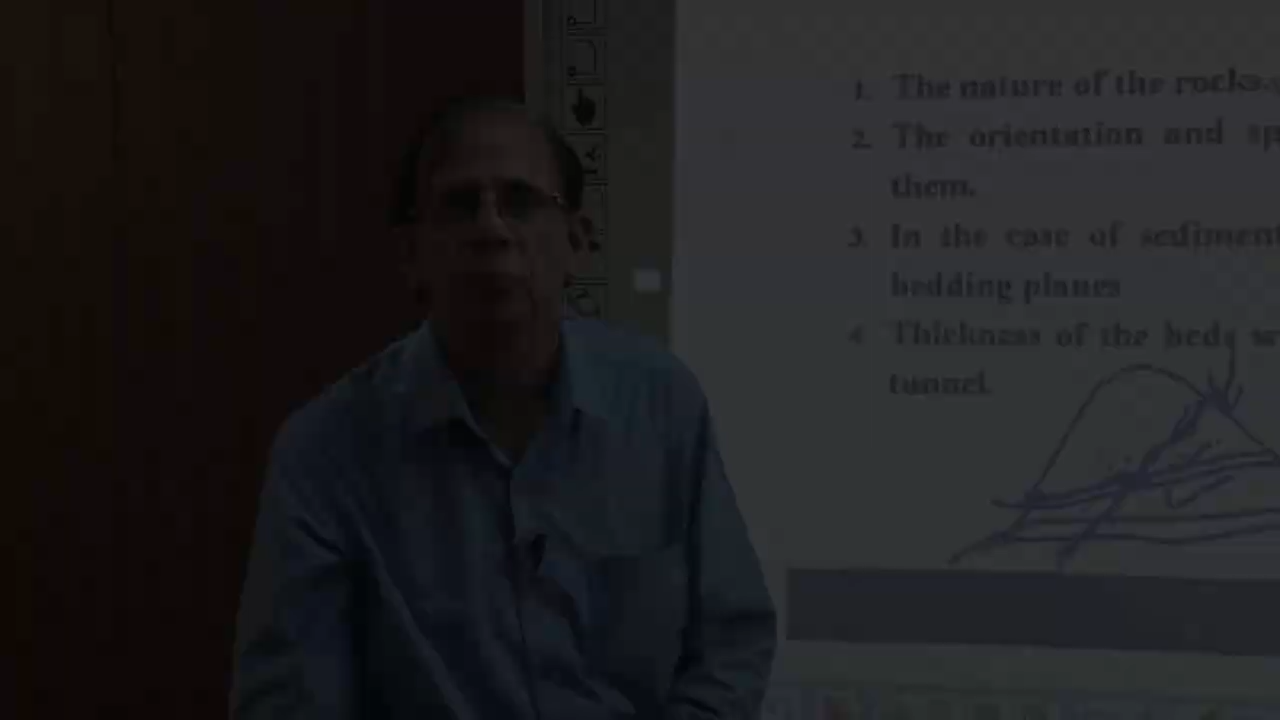 1. The nature of the rocks.
2. The orientation and
them.
3. In the case of
bedding planes
4 Thickness of the beds
tunnel.